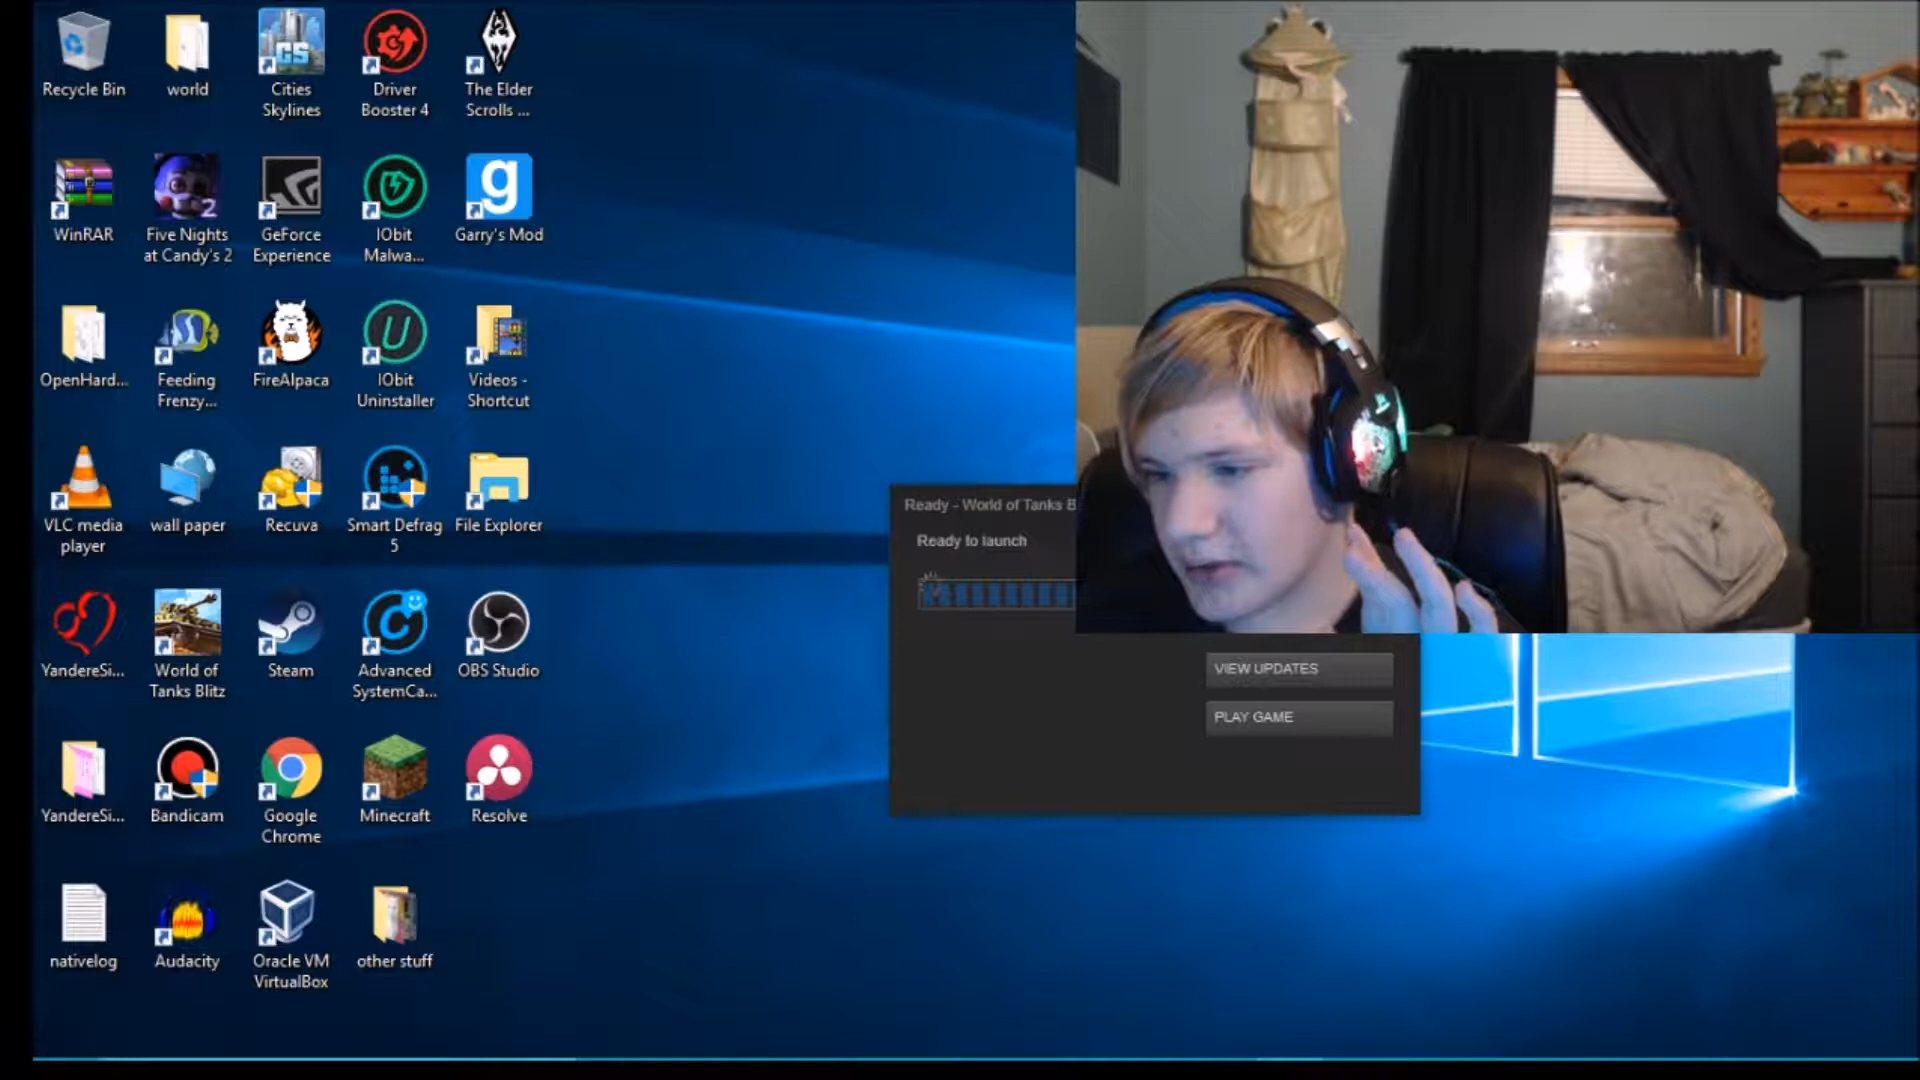 Recycle Bin
world
Cities
Skylines
Driver
Booster 4
The Elder
Scrolls ...
WinRAR
2
Five Nights
at Candy's 2
GeForce
Experience
IObit
Malwa...
g
Garry's Mod
OpenHard...
Feeding
Frenzy...
FireAlpaca
U
IObit
Uninstaller
Videos -
Shortcut
VLC media
player
wall paper
Recuva
Smart Defrag
5
File Explorer
YandereSi...
World of
Tanks Blitz
Steam
C
Advanced
SystemCa...
OBS Studio
YandereSi...
Bandicam
Google
Chrome
Minecraft
Resolve
nativelog
Audacity
Oracle VM
VirtualBox
other stuff
CS
Ready - World of Tanks B
Ready to launch
VIEW UPDATES
PLAY GAME